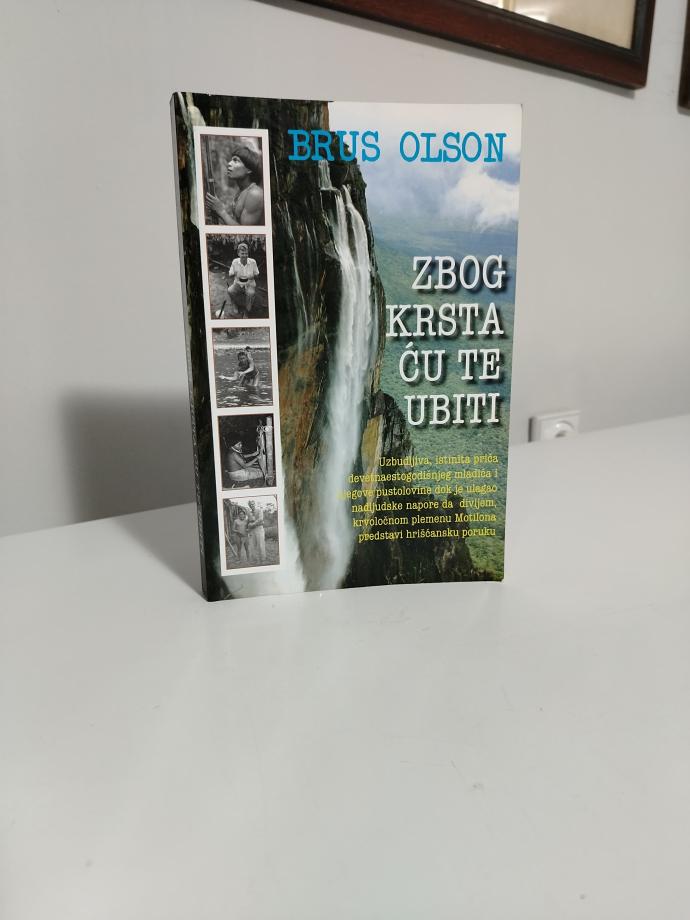 BRUS OLSON
ZBOG
KRSTA
ĆU TE
UBITI
Uzbudljiva, istinita priča
devetnaestogodišnjeg mladića i
njegove pustolovine dok je ulagao
nadljudske napore da divljem,
krvoločnom plemenu Motilona
predstavi hrišćansku poruku